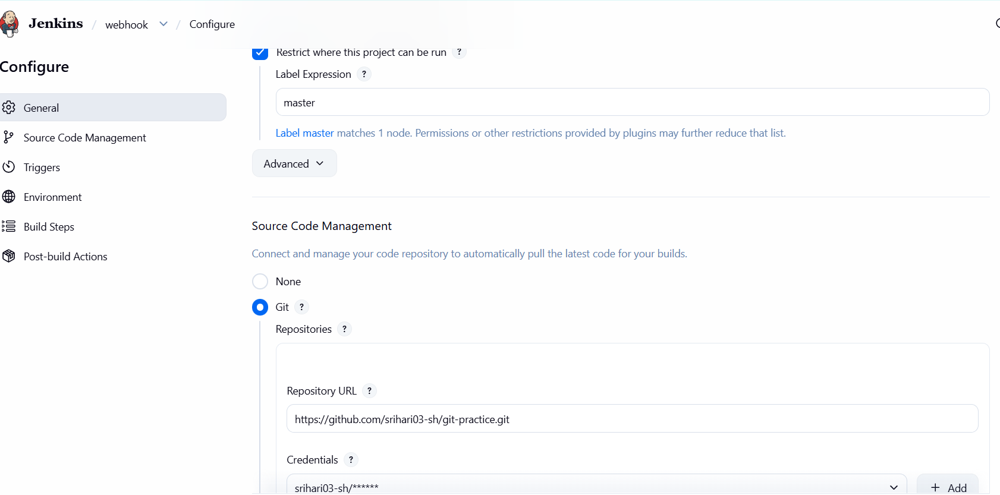 Jenkins / webhook / Configure
Configure
General
Source Code Management
Triggers
Environment
Build Steps
Post-build Actions
Restrict where this project can be run ?
Label Expression ?
master
Label master matches 1 node. Permissions or other restrictions provided by plugins may further reduce that list.
Advanced
Source Code Management
Connect and manage your code repository to automatically pull the latest code for your builds.
None
Git ?
Repositories ?
Repository URL ?
https://github.com/srihari03-sh/git-practice.git
Credentials ?
srihari03-sh/******
+ Add